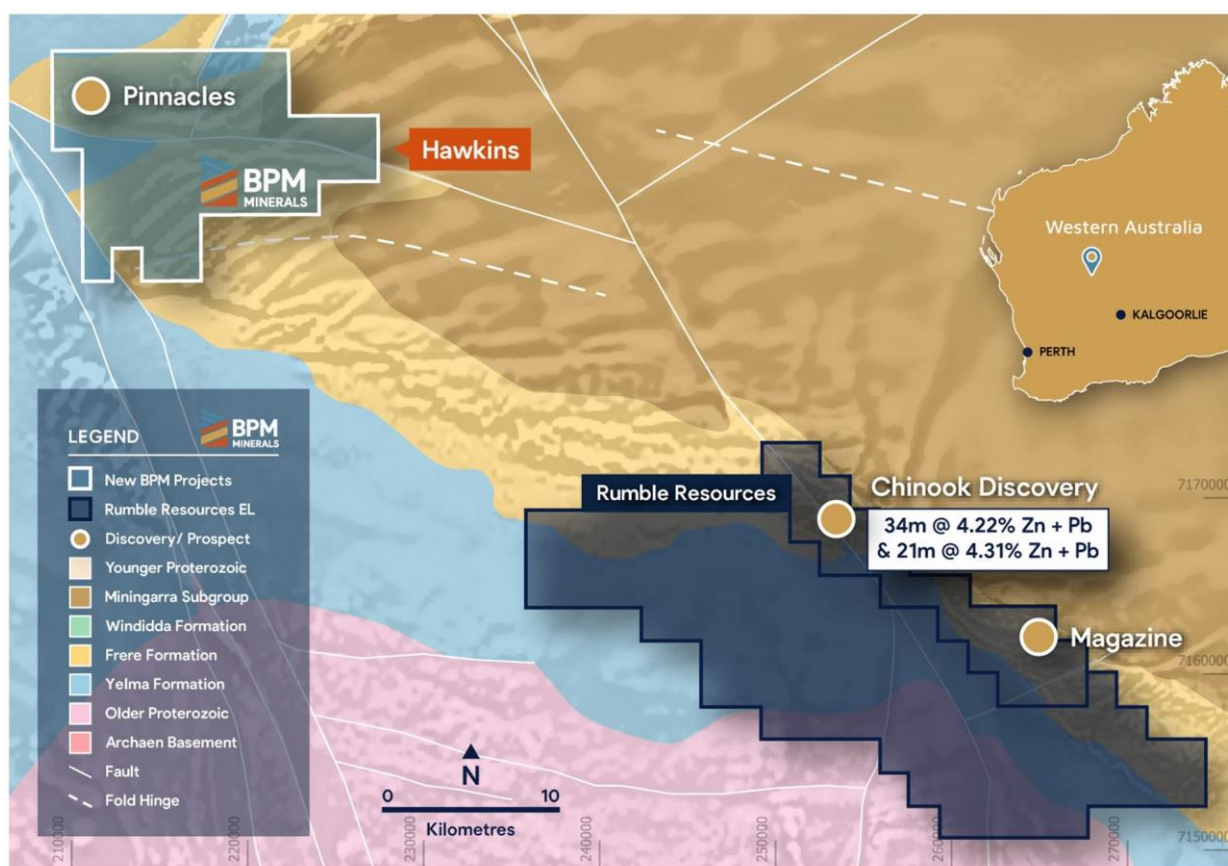 Pinnacles
Hawkins
BPM
MINERALS
Western Australia
KALGOORLIE
PERTH
LEGEND
BPM
MINERALS
New BPM Projects
Rumble Resources EL
Discovery/ Prospect
Younger Proterozoic
Miningarra Subgroup
Windidda Formation
Frere Formation
Yelma Formation
Older Proterozoic
Archaen Basement
Fault
Fold Hinge
Rumble Resources
Chinook Discovery
34m @ 4.22% Zn + Pb
& 21m @ 4.31% Zn + Pb
Magazine
N
0 10
Kilometres
7170000
7160000
7150000
210000
220000
230000
240000
250000
260000
270000